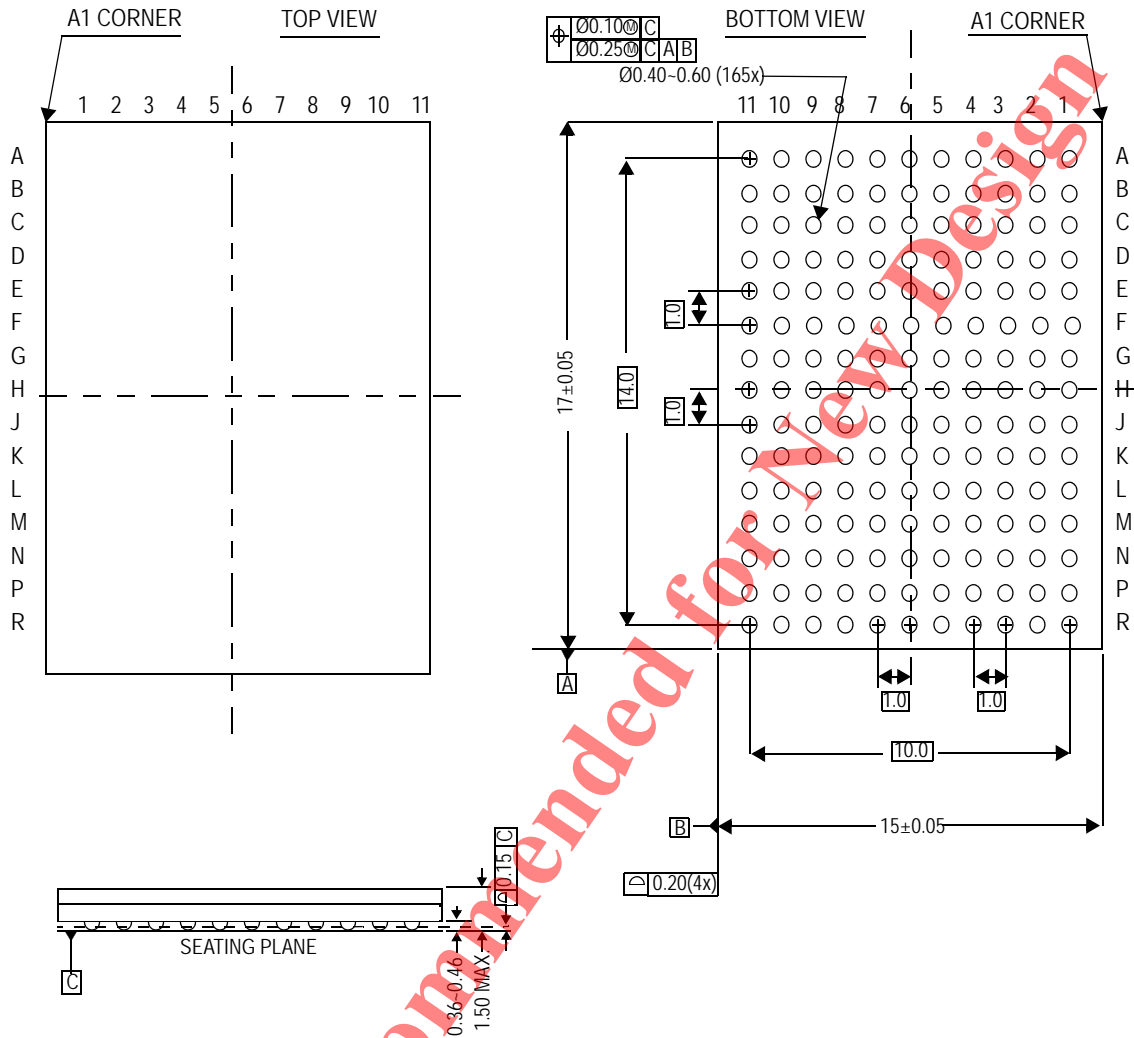 A1 CORNER
TOP VIEW
1 2 3 4 5 6 7 8 9 10 11
A
B
C
D
E
F
G
H
J
K
L
M
N
P
R
Ø0.10Ⓜ C
Ø0.25Ⓜ C A B
BOTTOM VIEW
A1 CORNER
Ø0.40~0.60 (165x)
11 10 9 8 7 6 5 4 3 2 1
A
B
C
D
E
F
G
H
J
K
L
M
N
P
R
17±0.05
14.0
1.0
1.0
A
1.0
1.0
10.0
B
15±0.05
0.20(4x)
0.15 C
SEATING PLANE
C
0.36~0.46
1.50 MAX.
ommended for New Design